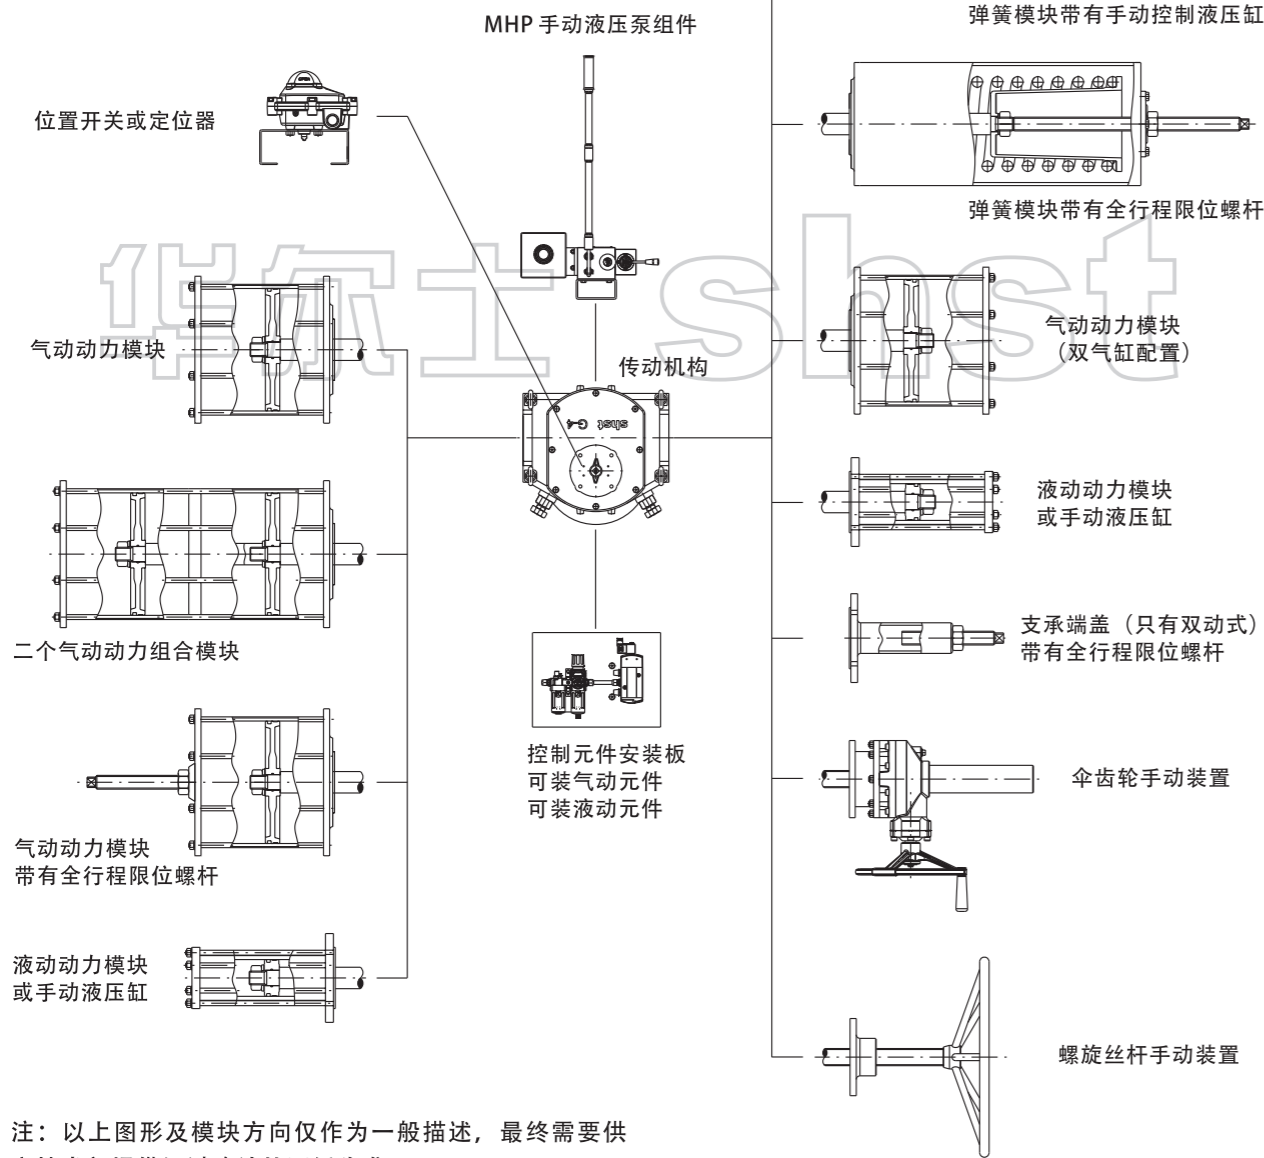 MHP 手动液压泵组件
弹簧模块带有手动控制液压缸
位置开关或定位器
弹簧模块带有全行程限位螺杆
华尔士 shst
气动动力模块
传动机构
气动动力模块
（双气缸配置）
shst G-4
液动动力模块
或手动液压缸
二个气动动力组合模块
支承端盖（只有双动式）
带有全行程限位螺杆
控制元件安装板
可装气动元件
可装液动元件
伞齿轮手动装置
气动动力模块
带有全行程限位螺杆
液动动力模块
或手动液压缸
螺旋丝杆手动装置
注：以上图形及模块方向仅作为一般描述，最终需要供